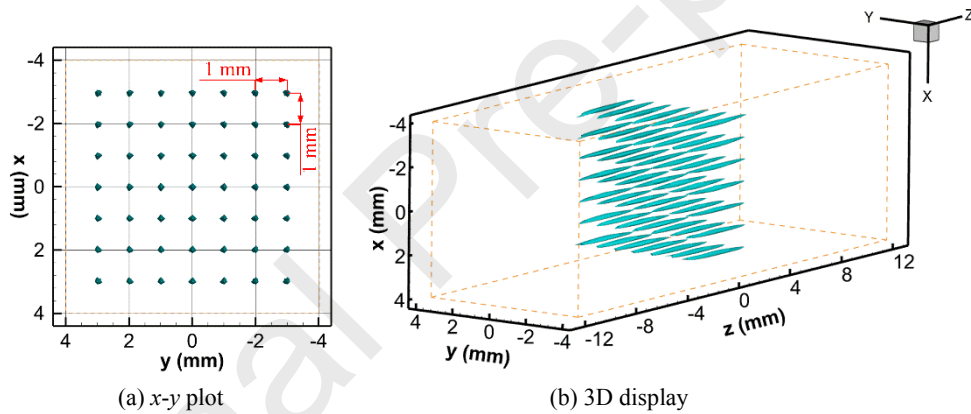 -4
-2
0
2
4
x (mm)
4 2 0 -2 -4
y (mm)
1 mm
1 mm
(a) x-y plot
-4
-2
0
2
4
x (mm)
4 2 0 -2 -4
y (mm)
-12 -8 -4 0 4 8 12
z (mm)
Y Z
X
(b) 3D display
al Pre-p